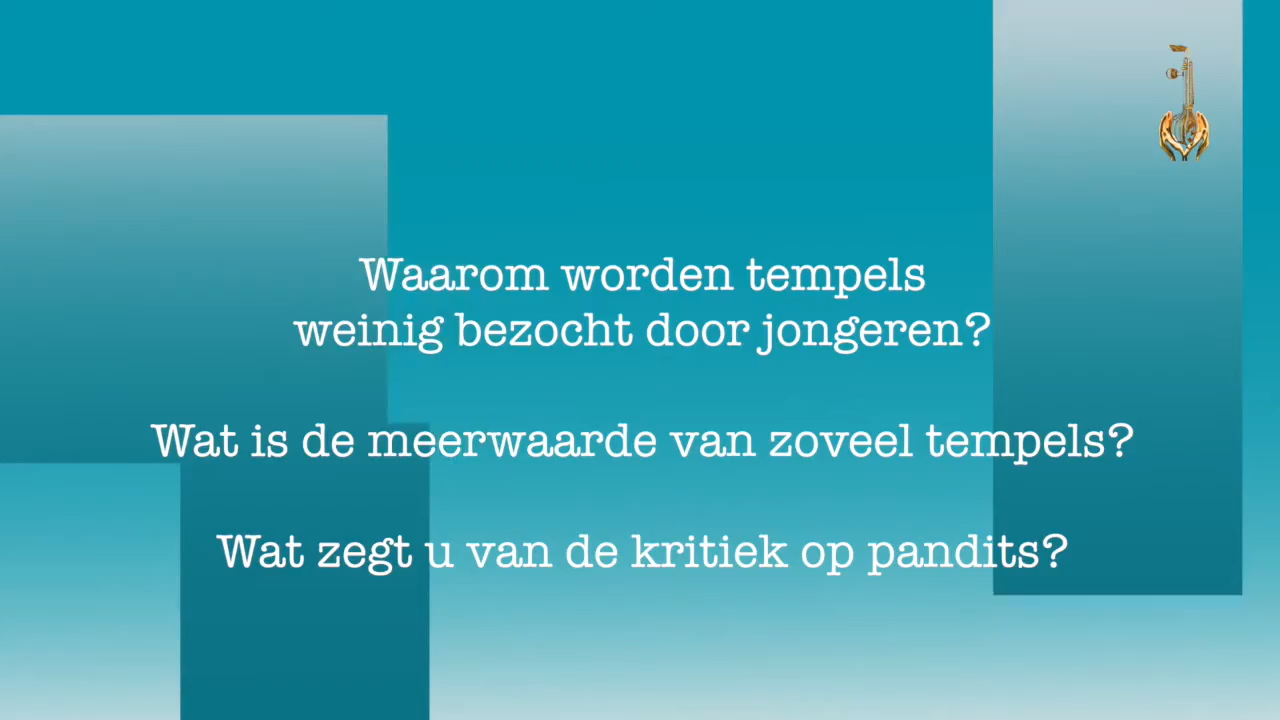 Waarom worden tempels
weinig bezocht door jongeren?
Wat is de meerwaarde van zoveel tempels?
Wat zegt u van de kritiek op pandits?